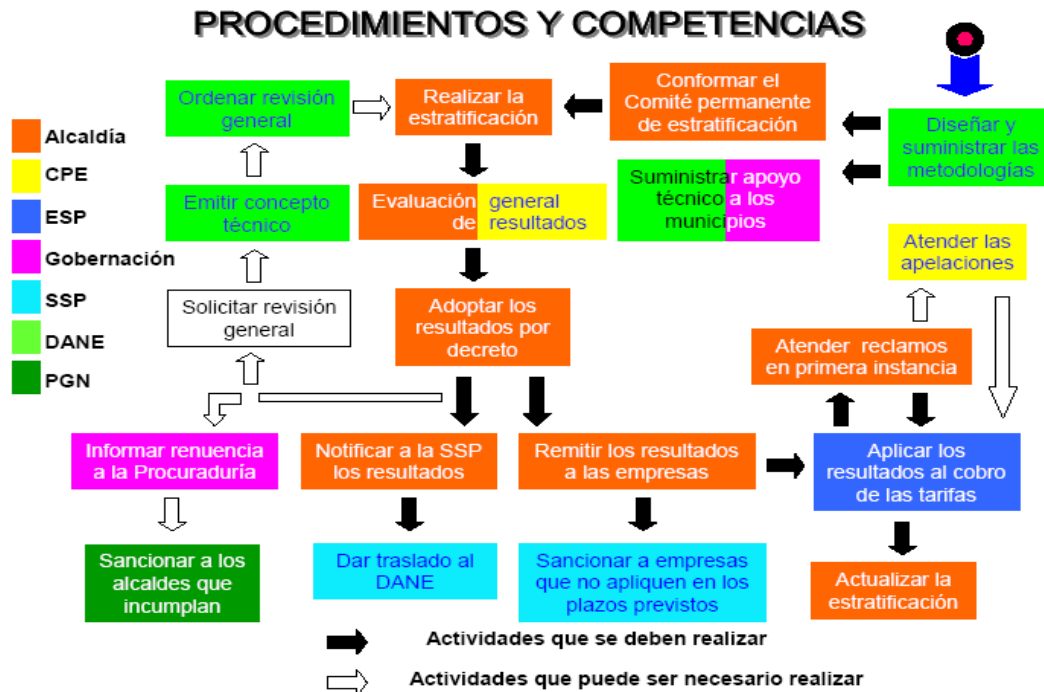 PROCEDIMIENTOS Y COMPETENCIAS
Ordenar revisión
general
Realizar la
estratificación
Conformar el
Comité permanente
de estratificación
Diseñar y
suministrar las
metodologías
Alcaldía
CPE
ESP
Gobernación
SSP
DANE
PGN
Emitir concepto
técnico
Evaluación general
de resultados
Suministrar apoyo
técnico a los
municípios
Atender las
apelaciones
Solicitar revisión
general
Adoptar los
resultados por
decreto
Atender reclamos
en primera instancia
Informar renuencia
a la Procuraduría
Notificar a la SSP
los resultados
Remitir los resultados
a las empresas
Aplicar los
resultados al cobro
de las tarifas
Sancionar a los
alcaldes que
incumplan
Dar traslado al
DANE
Sancionar a empresas
que no apliquen en los
plazos previstos
Actualizar la
estratificación
Actividades que se deben realizar
Actividades que puede ser necesario realizar